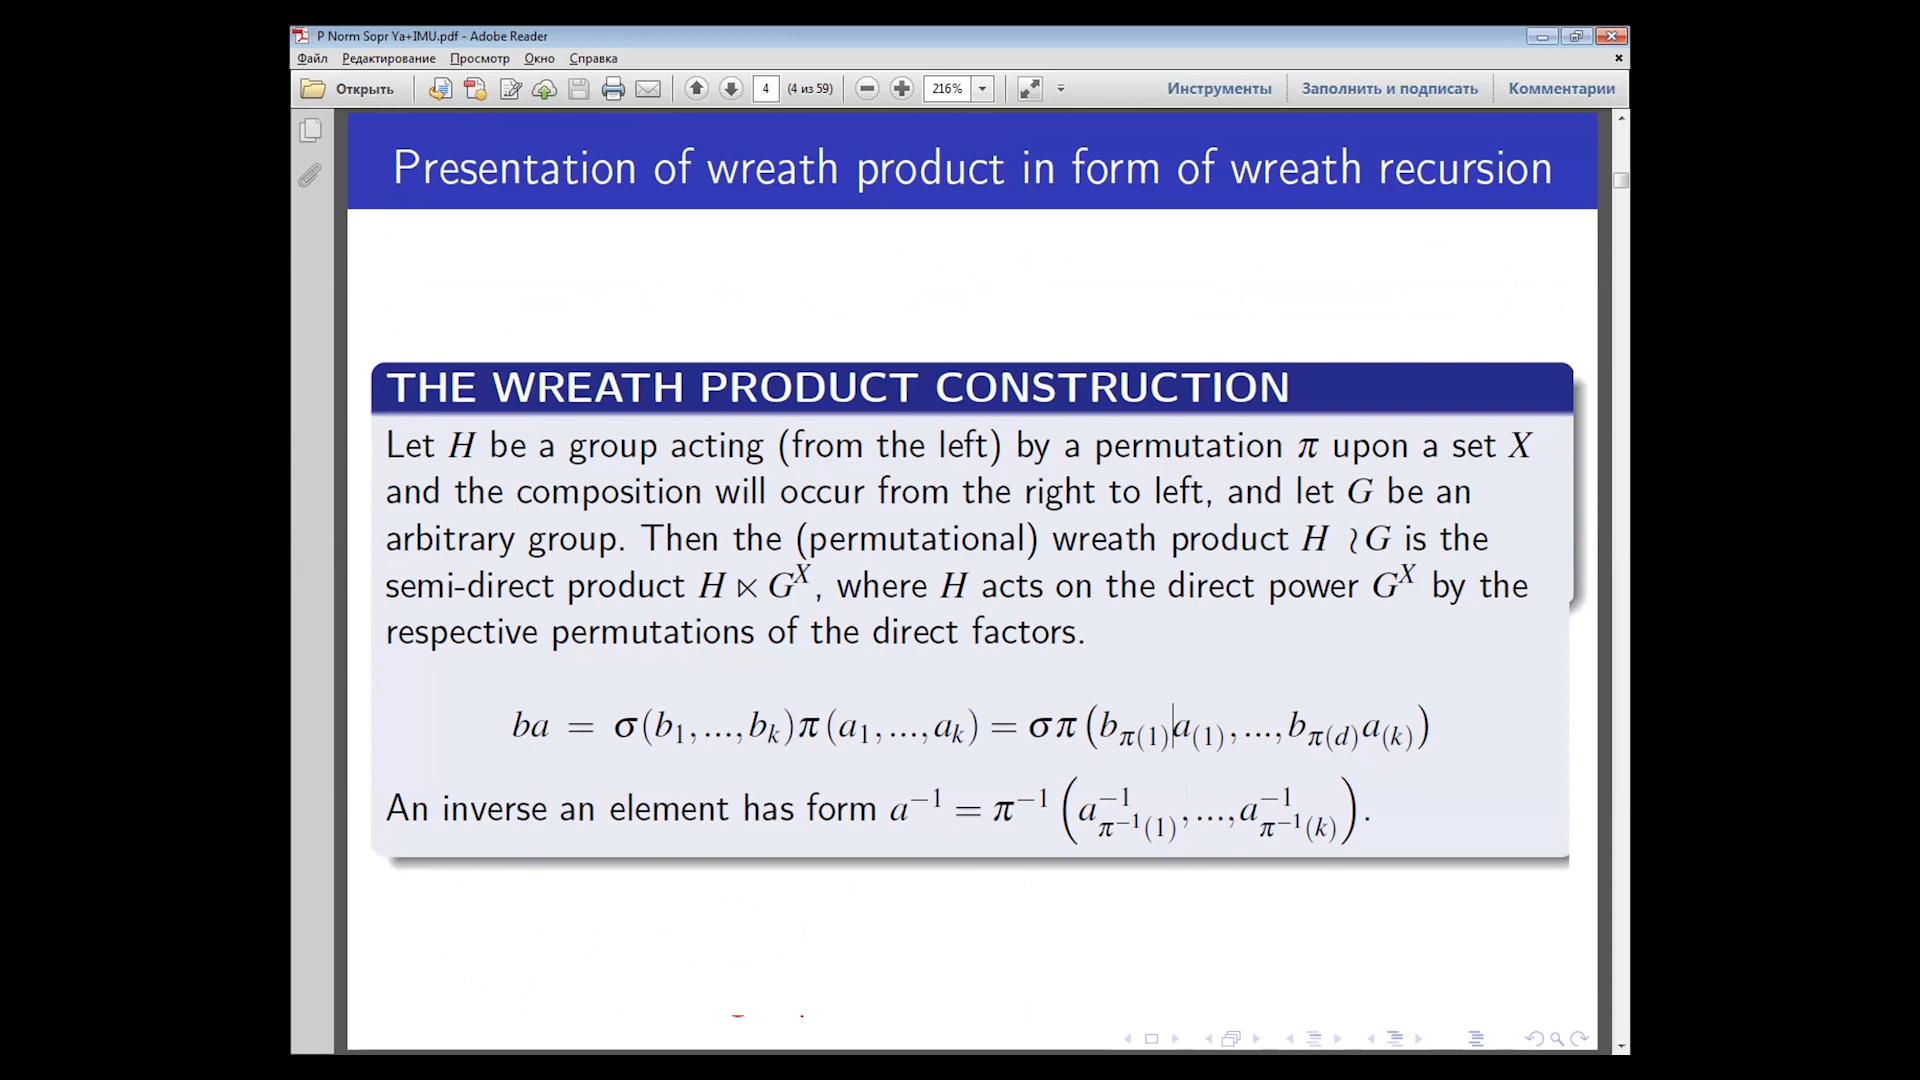 P Norm Sopr Ya+IMU.pdf - Adobe Reader
Файл Редактирование Просмотр Окно Справка
Открыть 4 (4 из 59) 216% Инструменты Заполнить и подписать Комментарии
Presentation of wreath product in form of wreath recursion
THE WREATH PRODUCT CONSTRUCTION
Let H be a group acting (from the left) by a permutation π upon a set X
and the composition will occur from the right to left, and let G be an
arbitrary group. Then the (permutational) wreath product H ≀ G is the
semi-direct product H ⋉ G^X, where H acts on the direct power G^X by the
respective permutations of the direct factors.
ba = σ(b_1,...,b_k)π(a_1,...,a_k) = σπ(b_{π(1)}a_{(1)},...,b_{π(d)}a_{(k)})
An inverse an element has form a^{-1} = π^{-1}(a^{-1}_{π^{-1}(1)},...,a^{-1}_{π^{-1}(k)}).